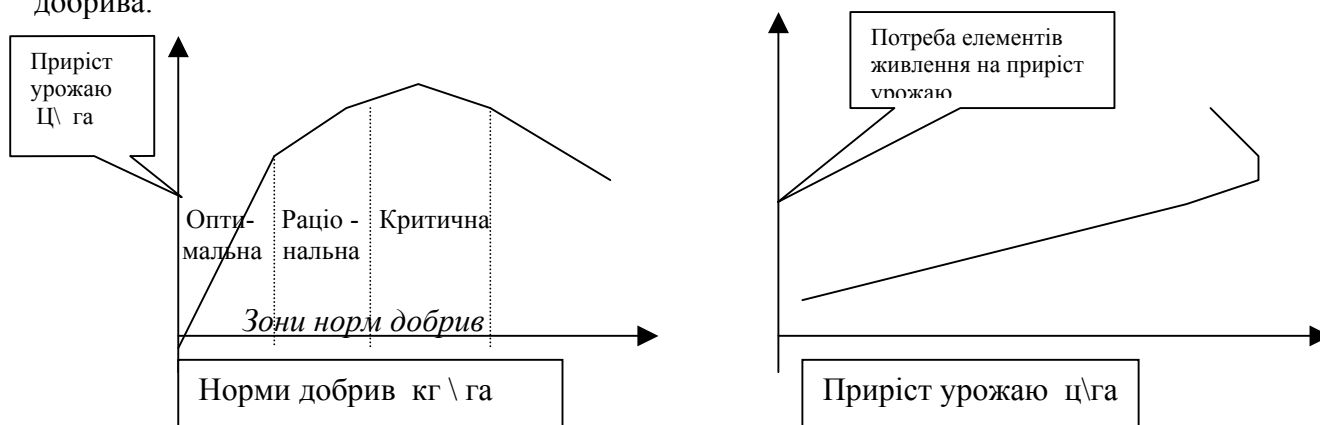 добрива.
Приріст
урожаю
Ц\ га
Потреба елементів
живлення на приріст
урожаю
Опти-
мальна
Раціо -
нальна
Критична
Зони норм добрив
Норми добрив кг \ га
Приріст урожаю ц\га